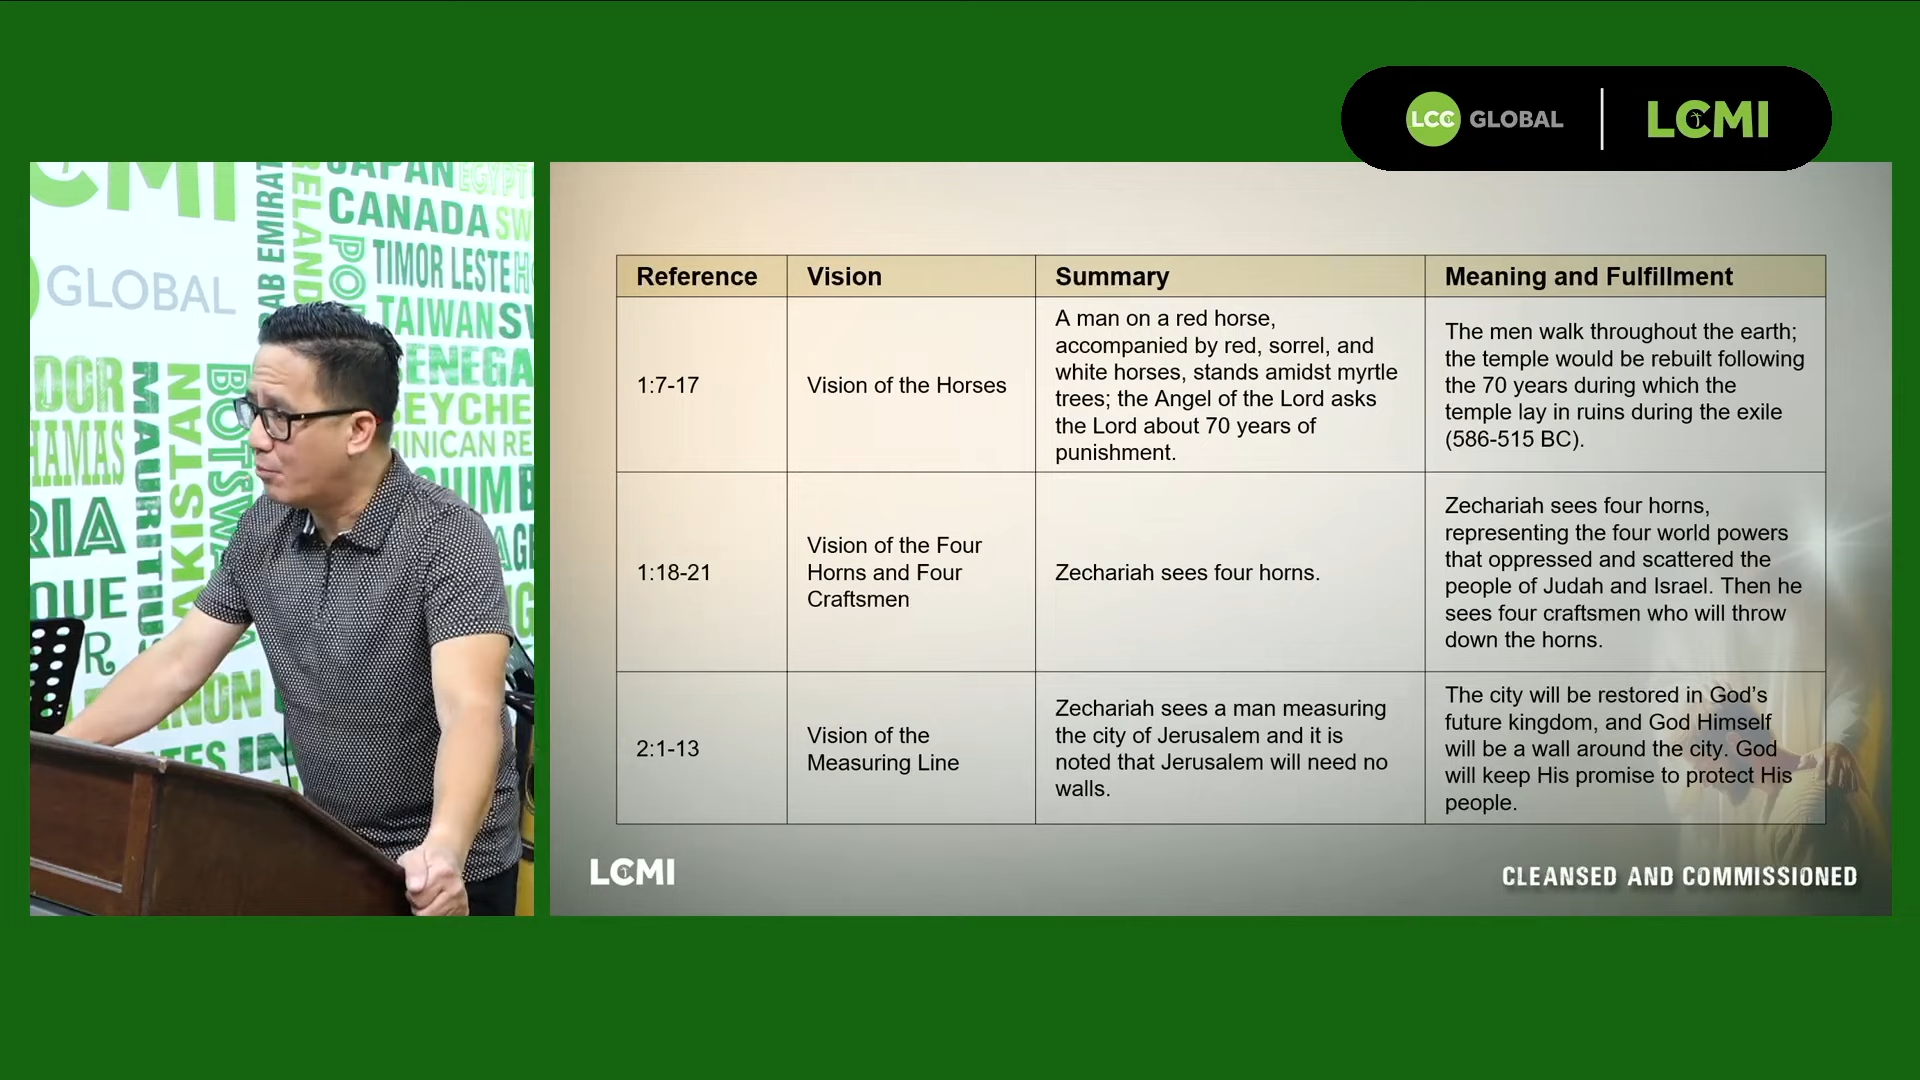 LCC GLOBAL | LCMI
CMI
GLOBAL
JAPAN
EGYPT
CANADA
TIMOR LESTE
TAIWAN
MAURITIUS
Reference Vision Summary Meaning and Fulfillment
1:7-17
Vision of the Horses
A man on a red horse,
accompanied by red, sorrel, and
white horses, stands amidst myrtle
trees; the Angel of the Lord asks
the Lord about 70 years of
punishment.
The men walk throughout the earth;
the temple would be rebuilt following
the 70 years during which the
temple lay in ruins during the exile
(586-515 BC).
1:18-21
Vision of the Four
Horns and Four
Craftsmen
Zechariah sees four horns.
Zechariah sees four horns,
representing the four world powers
that oppressed and scattered the
people of Judah and Israel. Then he
sees four craftsmen who will throw
down the horns.
2:1-13
Vision of the
Measuring Line
Zechariah sees a man measuring
the city of Jerusalem and it is
noted that Jerusalem will need no
walls.
The city will be restored in God’s
future kingdom, and God Himself
will be a wall around the city. God
will keep His promise to protect His
people.
LCMI
CLEANSED AND COMMISSIONED